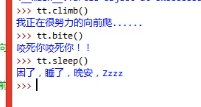 >>> tt.climb()
我正在很努力的向前爬......
>>> tt.bite()
咬死你咬死你！！
>>> tt.sleep()
困了，睡了，晚安，Zzzz
>>>